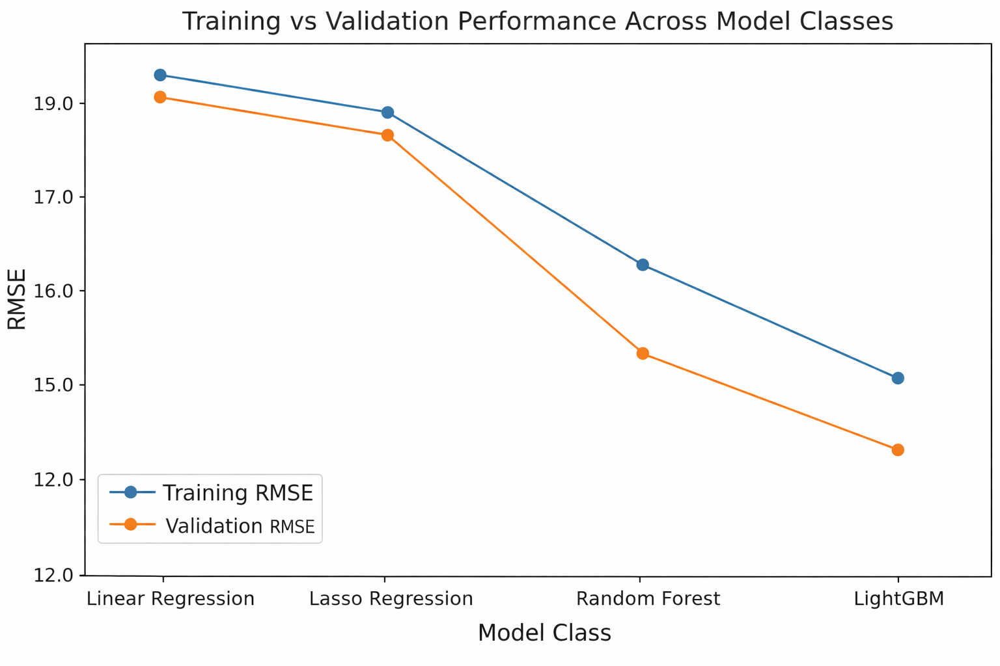 Training vs Validation Performance Across Model Classes
19.0
17.0
16.0
15.0
12.0
12.0
RMSE
Training RMSE
Validation RMSE
Linear Regression
Lasso Regression
Random Forest
LightGBM
Model Class